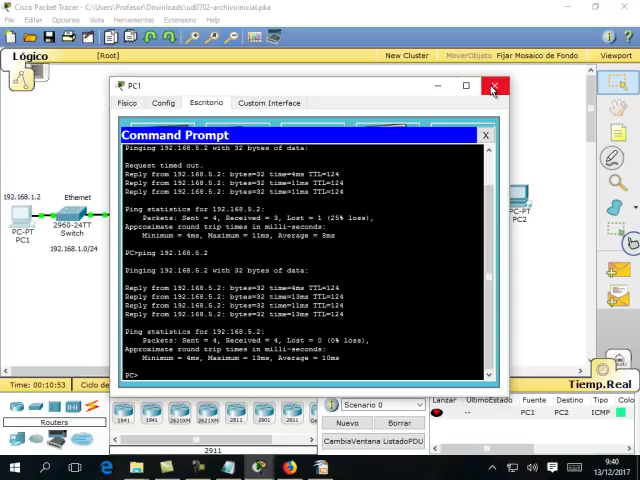 Cisco Packet Tracer - C:\Users\Profesor\Downloads\ud0702-archivoinicial.pka
Archivo Editar Opciones Vista Herramientas Extensions Help
Lógico [Root] New Cluster MoverObjeto Fijar Mosaico de Fondo Viewport
PC1
Físico Config Escritorio Custom Interface
Command Prompt X
Pinging 192.168.5.2 with 32 bytes of data:
Request timed out.
Reply from 192.168.5.2: bytes=32 time=4ms TTL=124
Reply from 192.168.5.2: bytes=32 time=11ms TTL=124
Reply from 192.168.5.2: bytes=32 time=11ms TTL=124
Ping statistics for 192.168.5.2:
Packets: Sent = 4, Received = 3, Lost = 1 (25% loss),
Approximate round trip times in milli-seconds:
Minimum = 4ms, Maximum = 11ms, Average = 8ms
PC>ping 192.168.5.2
Pinging 192.168.5.2 with 32 bytes of data:
Reply from 192.168.5.2: bytes=32 time=4ms TTL=124
Reply from 192.168.5.2: bytes=32 time=13ms TTL=124
Reply from 192.168.5.2: bytes=32 time=13ms TTL=124
Reply from 192.168.5.2: bytes=32 time=11ms TTL=124
Ping statistics for 192.168.5.2:
Packets: Sent = 4, Received = 4, Lost = 0 (0% loss),
Approximate round trip times in milli-seconds:
Minimum = 4ms, Maximum = 13ms, Average = 10ms
PC>
192.168.1.2
Ethernet
PC-PT
PC1
2960-24TT
Switch
192.168.1.0/24
PC-PT
PC2
Time: 00:10:53 Ciclo de
Tiemp.Real
Routers
1841 1941 2620XM 2621XM 2811 2901 2911
2911
Scenario 0
Nuevo Borrar
CambiaVentana ListadoPDU
Lanzar UltimoEstado Fuente Destino Tipo Colo
-- PC1 PC2 ICMP
9:40
13/12/2017